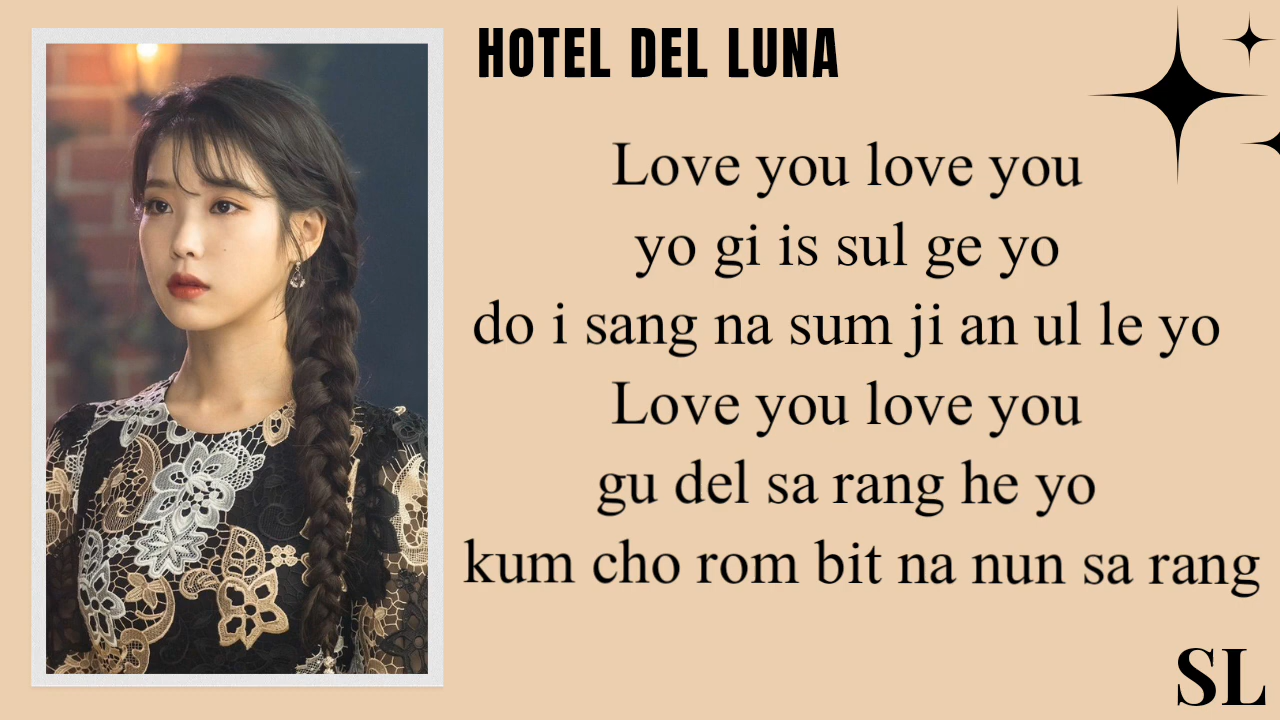 HOTEL DEL LUNA
Love you love you
yo gi is sul ge yo
do i sang na sum ji an ul le yo
Love you love you
gu del sa rang he yo
kum cho rom bit na nun sa rang
SL